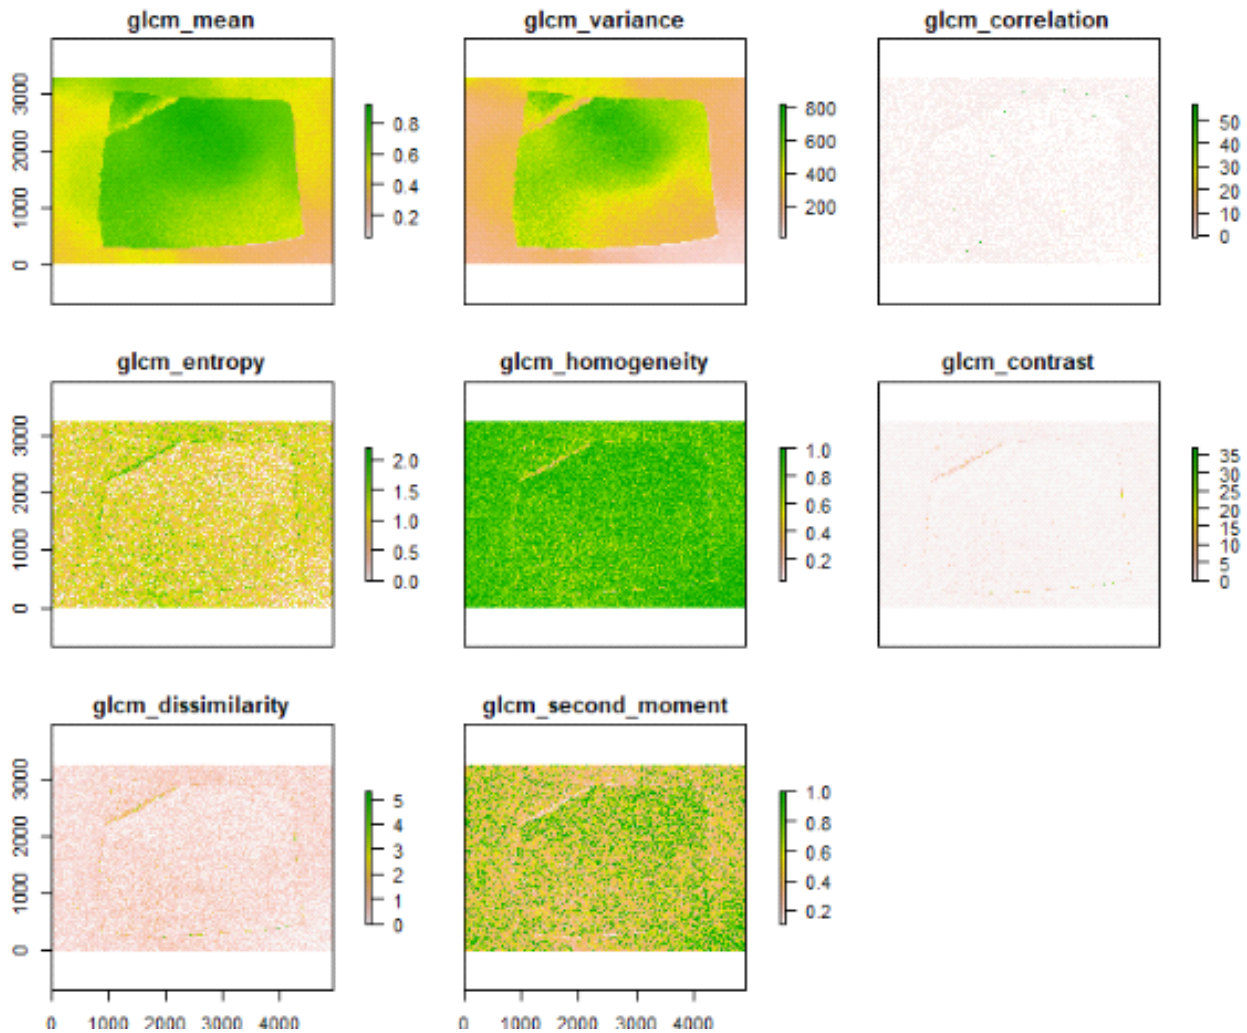 glcm_mean glcm_variance glcm_correlation
3000 2000 1000 0
0.8 0.6 0.4 0.2
800 600 400 200
50 40 30 20 10 0
glcm_entropy glcm_homogeneity glcm_contrast
3000 2000 1000 0
2.0 1.5 1.0 0.5 0.0
1.0 0.8 0.6 0.4 0.2
35 30 25 20 15 10 5 0
glcm_dissimilarity glcm_second_moment
3000 2000 1000 0
5 4 3 2 1 0
1.0 0.8 0.6 0.4 0.2
0 1000 2000 3000 4000 0 1000 2000 3000 4000